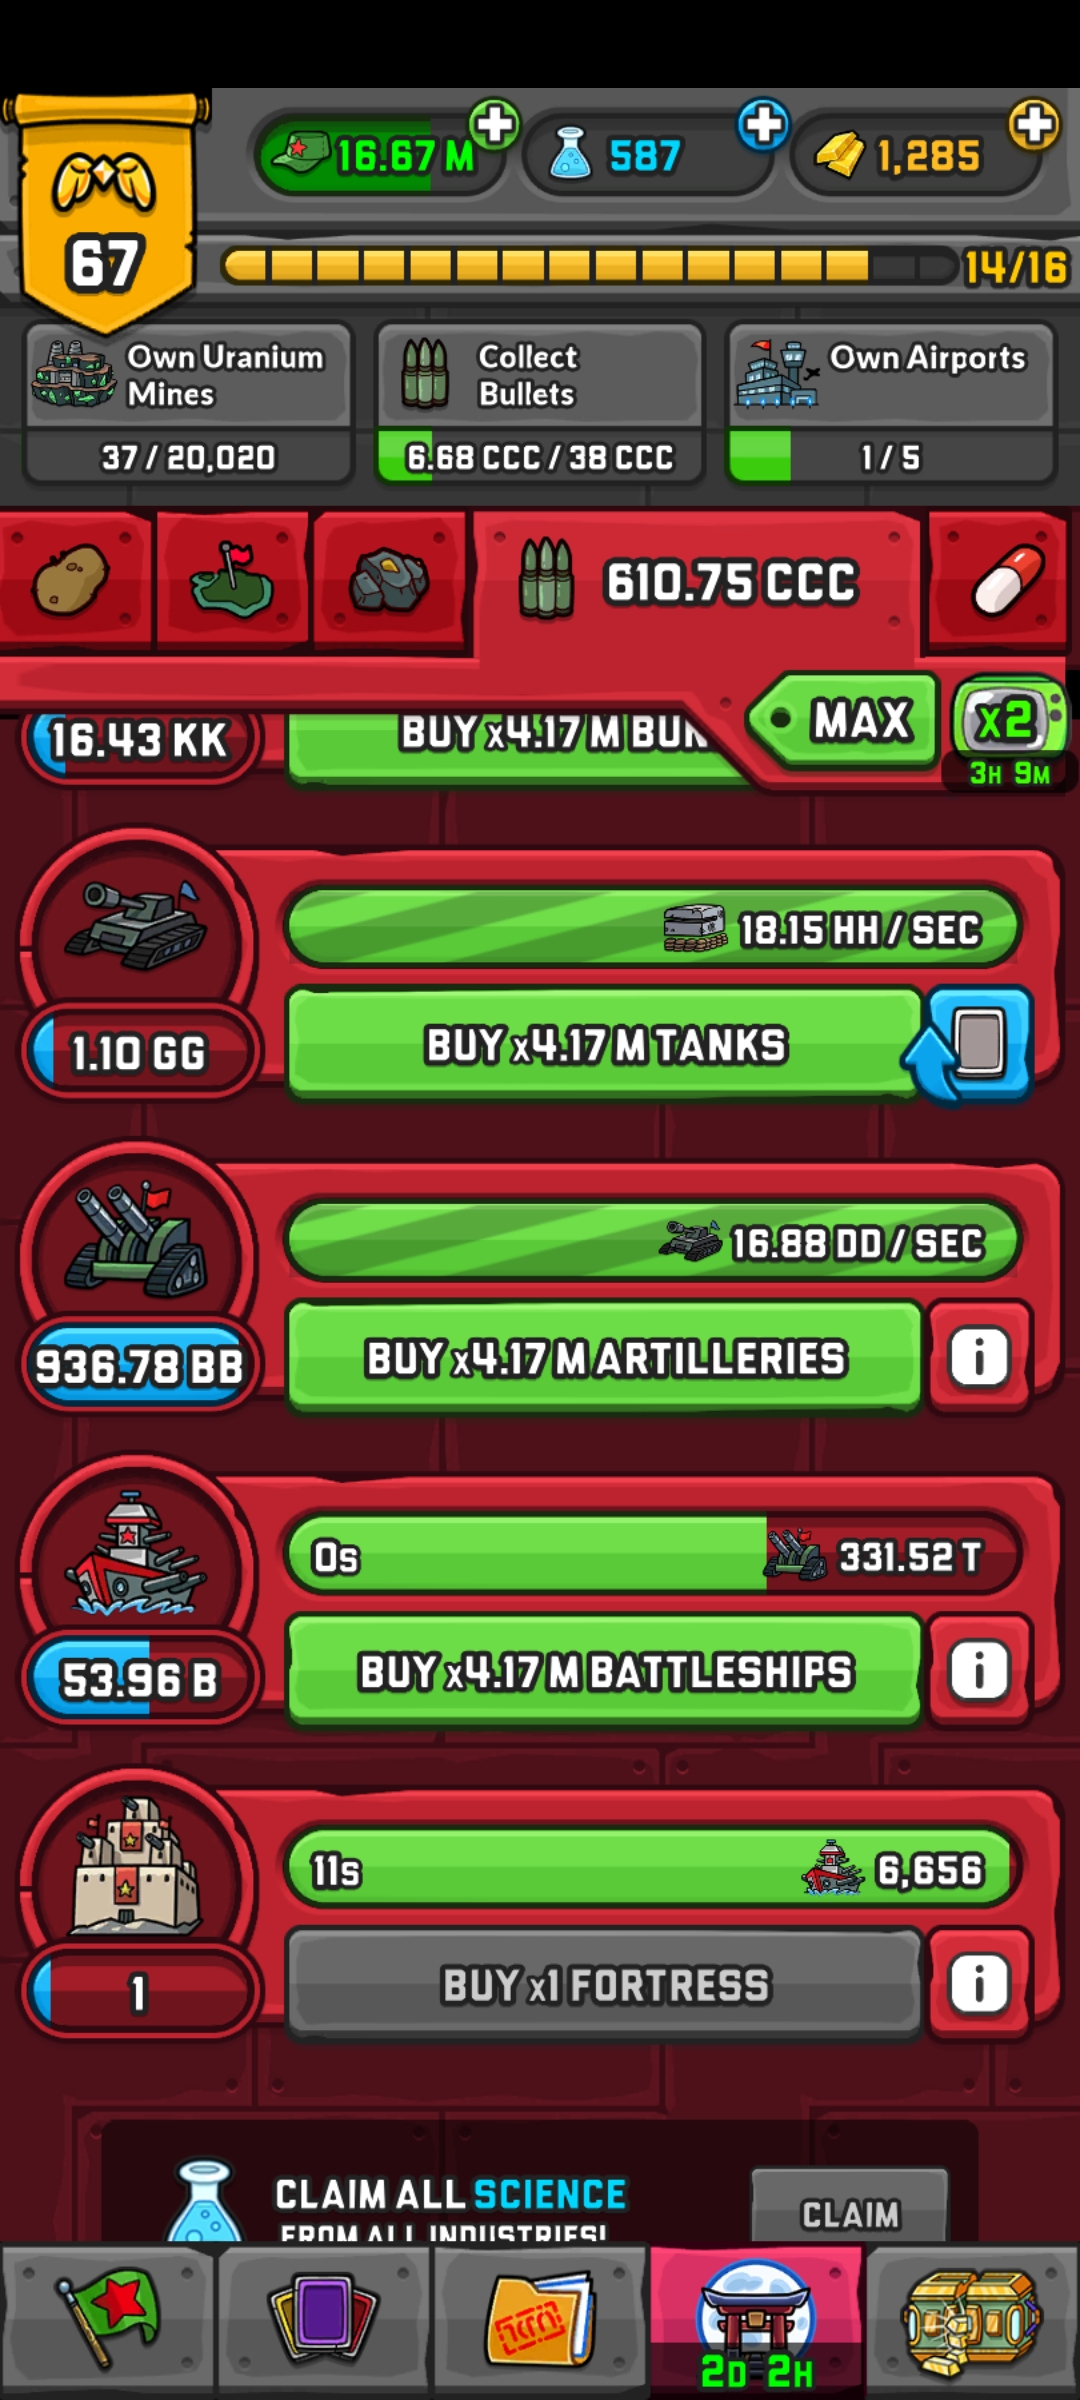 16.67 M
587
1,285
67
14/16
Own Uranium
Mines
37 / 20,020
Collect
Bullets
6.68 CCC / 38 CCC
Own Airports
1 / 5
610.75 CCC
MAX
x2
3H 9M
16.43 KK
BUY x4.17 M BUN
18.15 HH / SEC
1.10 GG
BUY x4.17 M TANKS
16.88 DD / SEC
936.78 BB
BUY x4.17 M ARTILLERIES
i
0s
331.52 T
53.96 B
BUY x4.17 M BATTLESHIPS
i
11s
6,656
1
BUY x1 FORTRESS
i
CLAIM ALL SCIENCE
FROM ALL INDUSTRIES!
CLAIM
2D 2H